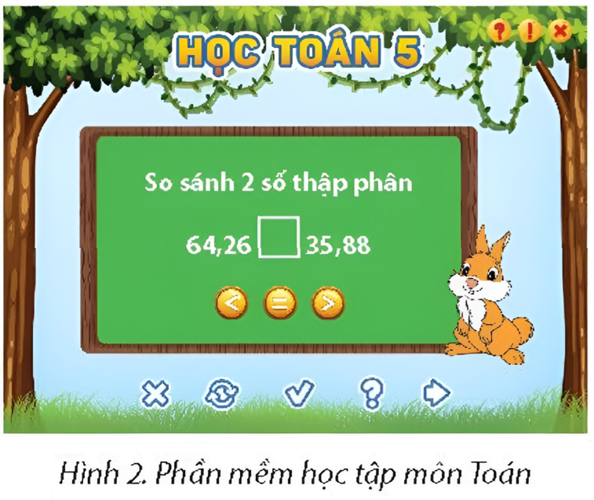 HỌC TOÁN 5
? ! ×
So sánh 2 số thập phân
64,26 □ 35,88
< = >
?
Hình 2. Phần mềm học tập môn Toán